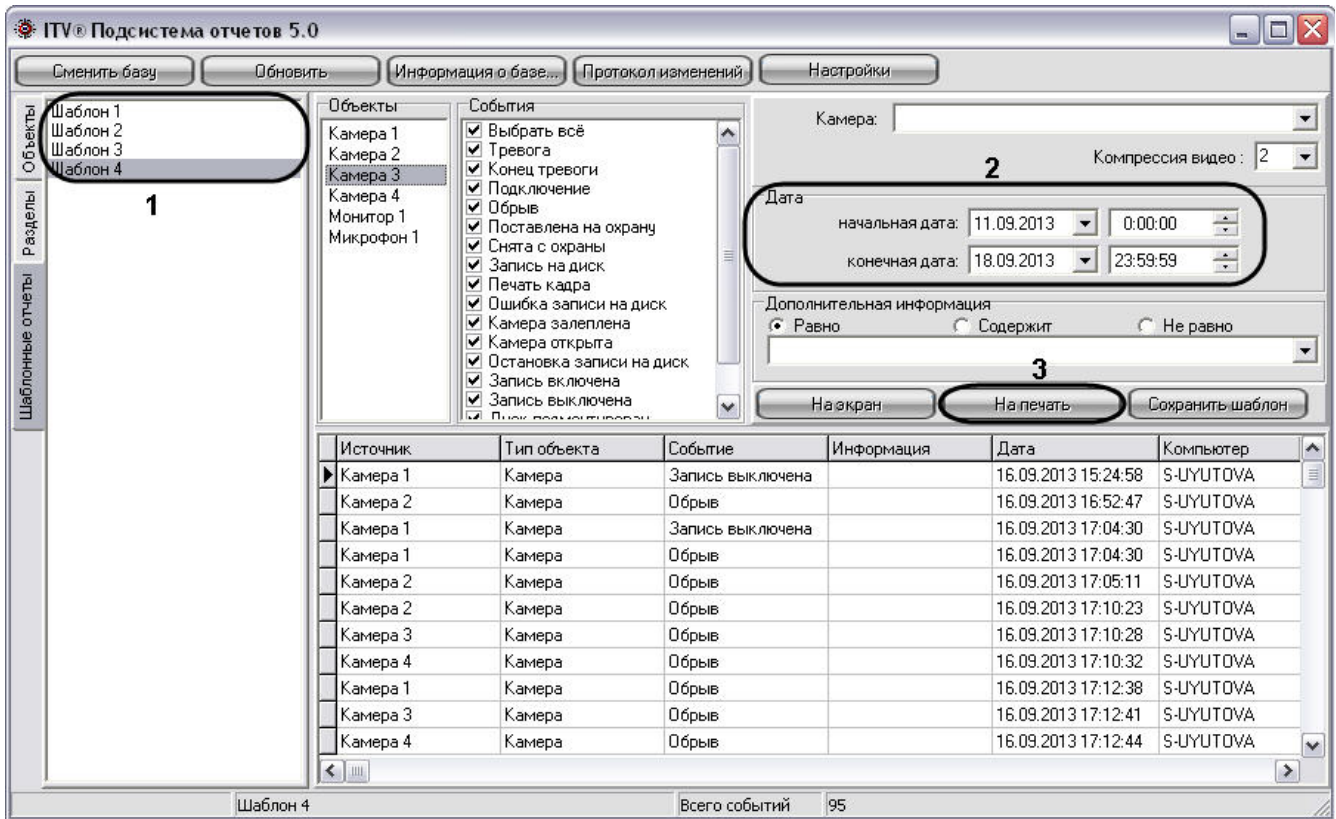 ITV® Подсистема отчетов 5.0
Сменить базу Обновить Информация о базе... Протокол изменений Настройки
Объекты
Разделы
Шаблонные отчеты
Шаблон 1
Шаблон 2
Шаблон 3
Шаблон 4
1
Объекты
Камера 1
Камера 2
Камера 3
Камера 4
Монитор 1
Микрофон 1
События
Выбрать всё
Тревога
Конец тревоги
Подключение
Обрыв
Поставлена на охрану
Снята с охраны
Запись на диск
Печать кадра
Ошибка записи на диск
Камера залеплена
Камера открыта
Остановка записи на диск
Запись включена
Запись выключена
Камера:
Компрессия видео : 2
2
Дата
начальная дата: 11.09.2013 0:00:00
конечная дата: 18.09.2013 23:59:59
Дополнительная информация
Равно Содержит Не равно
3
На экран На печать Сохранить шаблон
Источник Тип объекта Событие Информация Дата Компьютер
Камера 1 Камера Запись выключена 16.09.2013 15:24:58 S-UYUTOVA
Камера 2 Камера Обрыв 16.09.2013 16:52:47 S-UYUTOVA
Камера 1 Камера Запись выключена 16.09.2013 17:04:30 S-UYUTOVA
Камера 1 Камера Обрыв 16.09.2013 17:04:30 S-UYUTOVA
Камера 2 Камера Обрыв 16.09.2013 17:05:11 S-UYUTOVA
Камера 2 Камера Обрыв 16.09.2013 17:10:23 S-UYUTOVA
Камера 3 Камера Обрыв 16.09.2013 17:10:28 S-UYUTOVA
Камера 4 Камера Обрыв 16.09.2013 17:10:32 S-UYUTOVA
Камера 1 Камера Обрыв 16.09.2013 17:12:38 S-UYUTOVA
Камера 3 Камера Обрыв 16.09.2013 17:12:41 S-UYUTOVA
Камера 4 Камера Обрыв 16.09.2013 17:12:44 S-UYUTOVA
Шаблон 4 Всего событий 95